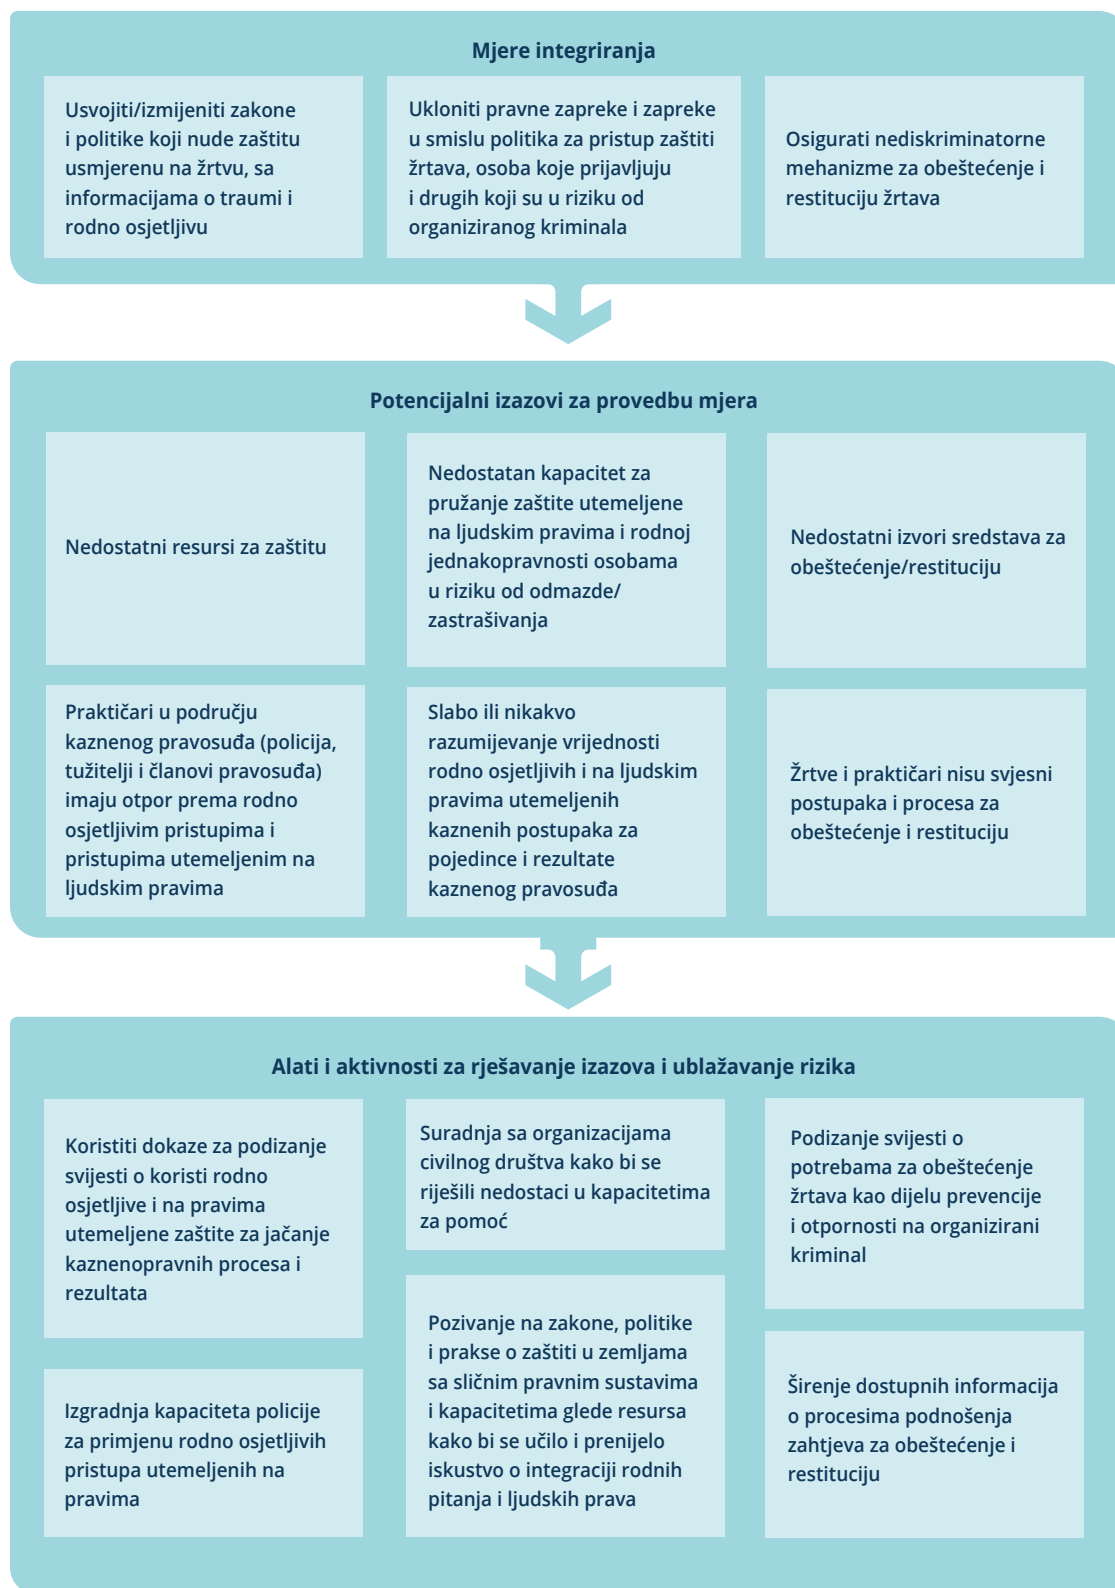 Mjere integriranja
Usvojiti/izmijeniti zakone
i politike koji nude zaštitu
usmjerenu na žrtvu, sa
informacijama o traumi i
rodno osjetljivu
Ukloniti pravne zapreke i zapreke
u smislu politika za pristup zaštiti
žrtava, osoba koje prijavljuju
i drugih koji su u riziku od
organiziranog kriminala
Osigurati nediskriminatorne
mehanizme za obeštećenje i
restituciju žrtava
Potencijalni izazovi za provedbu mjera
Nedostatni resursi za zaštitu
Nedostatan kapacitet za
pružanje zaštite utemeljene
na ljudskim pravima i rodnoj
jednakopravnosti osobama
u riziku od odmazde/
zastrašivanja
Nedostatni izvori sredstava za
obeštećenje/restituciju
Praktičari u području
kaznenog pravosuđa (policija,
tužitelji i članovi pravosuđa)
imaju otpor prema rodno
osjetljivim pristupima i
pristupima utemeljenim na
ljudskim pravima
Slabo ili nikakvo
razumijevanje vrijednosti
rodno osjetljivih i na ljudskim
pravima utemeljenih
kaznenih postupaka za
pojedince i rezultate
kaznenog pravosuđa
Žrtve i praktičari nisu svjesni
postupaka i procesa za
obeštećenje i restituciju
Alati i aktivnosti za rješavanje izazova i ublažavanje rizika
Koristiti dokaze za podizanje
svijesti o koristi rodno
osjetljive i na pravima
utemeljene zaštite za jačanje
kaznenopravnih procesa i
rezultata
Izgradnja kapaciteta policije
za primjenu rodno osjetljivih
pristupa utemeljenih na
pravima
Suradnja sa organizacijama
civilnog društva kako bi se
riješili nedostaci u kapacitetima
za pomoć
Pozivanje na zakone, politike
i prakse o zaštiti u zemljama
sa sličnim pravnim sustavima
i kapacitetima glede resursa
kako bi se učilo i prenijelo
iskustvo o integraciji rodnih
pitanja i ljudskih prava
Podizanje svijesti o
potrebama za obeštećenje
žrtava kao dijelu prevencije
i otpornosti na organizirani
kriminal
Širenje dostupnih informacija
o procesima podnošenja
zahtjeva za obeštećenje i
restituciju